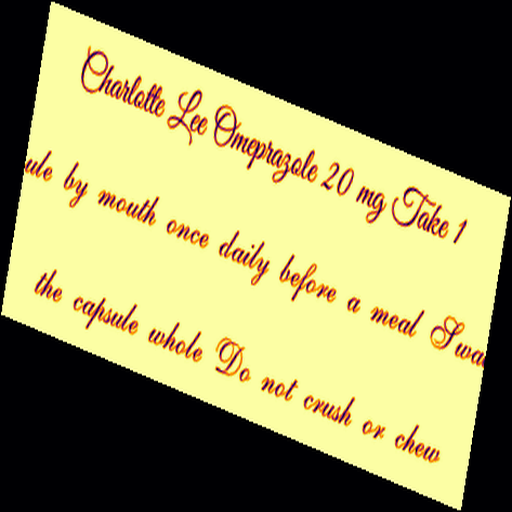 Charlotte Lee Omeprazole 20 mg Take 1
ule by mouth once daily before a meal Swa
the capsule whole Do not crush or chew